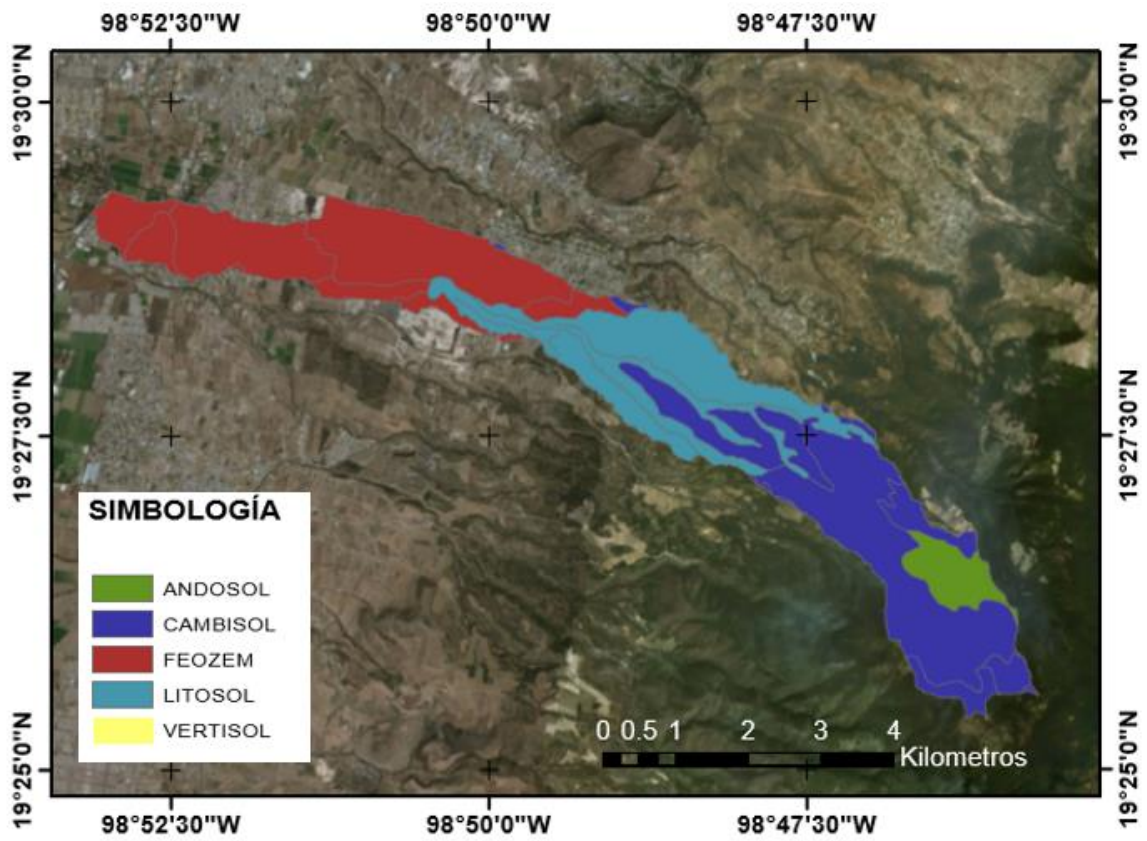 98°52'30"W 98°50'0"W 98°47'30"W
19°30'0"N 19°30'0"N
19°27'30"N 19°27'30"N
SIMBOLOGÍA
ANDOSOL
CAMBISOL
FEOZEM
LITOSOL
VERTISOL
0 0.5 1 2 3 4
Kilometros
19°25'0"N 19°25'0"N
98°52'30"W 98°50'0"W 98°47'30"W